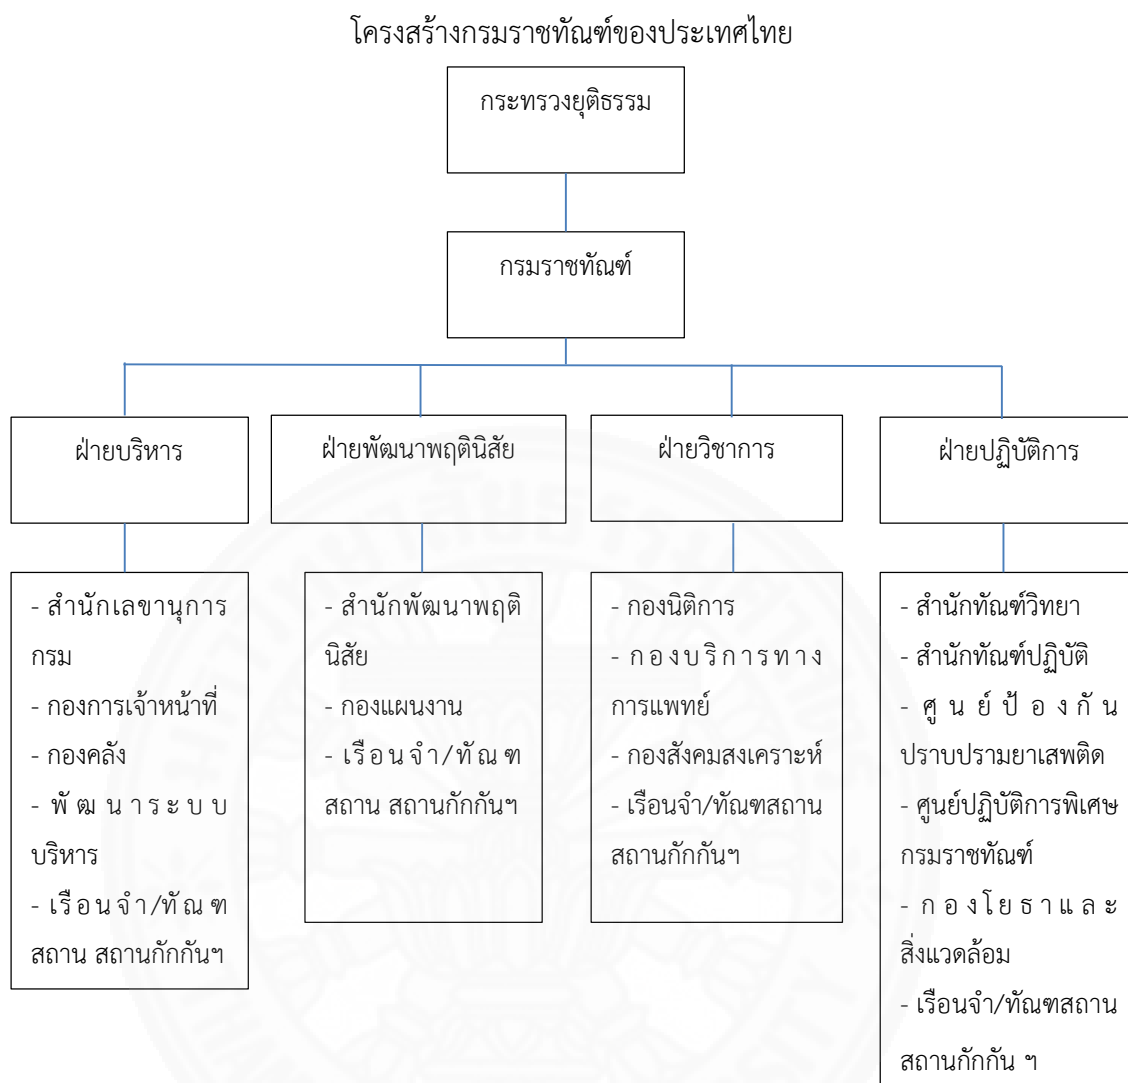 โครงสร้างกรมราชทัณฑ์ของประเทศไทย
กระทรวงยุติธรรม
กรมราชทัณฑ์
ฝ่ายบริหาร
ฝ่ายพัฒนาพฤตินิสัย
ฝ่ายวิชาการ
ฝ่ายปฏิบัติการ
- สำนักเลขานุการ
กรม
- กองการเจ้าหน้าที่
- กองคลัง
- พัฒนาระบบ
บริหาร
- เรือนจำ/ทัณฑ
สถาน สถานกักกันฯ
- สำนักพัฒนาพฤติ
นิสัย
- กองแผนงาน
- เรือนจำ/ทัณฑ
สถาน สถานกักกันฯ
- กองนิติการ
- กองบริการทาง
การแพทย์
- กองสังคมสงเคราะห์
- เรือนจำ/ทัณฑสถาน
สถานกักกันฯ
- สำนักทัณฑ์วิทยา
- สำนักทัณฑ์ปฏิบัติ
- ศูนย์ป้องกัน
ปราบปรามยาเสพติด
- ศูนย์ปฏิบัติการพิเศษ
กรมราชทัณฑ์
- กองโยธาและ
สิ่งแวดล้อม
- เรือนจำ/ทัณฑสถาน
สถานกักกัน ฯ